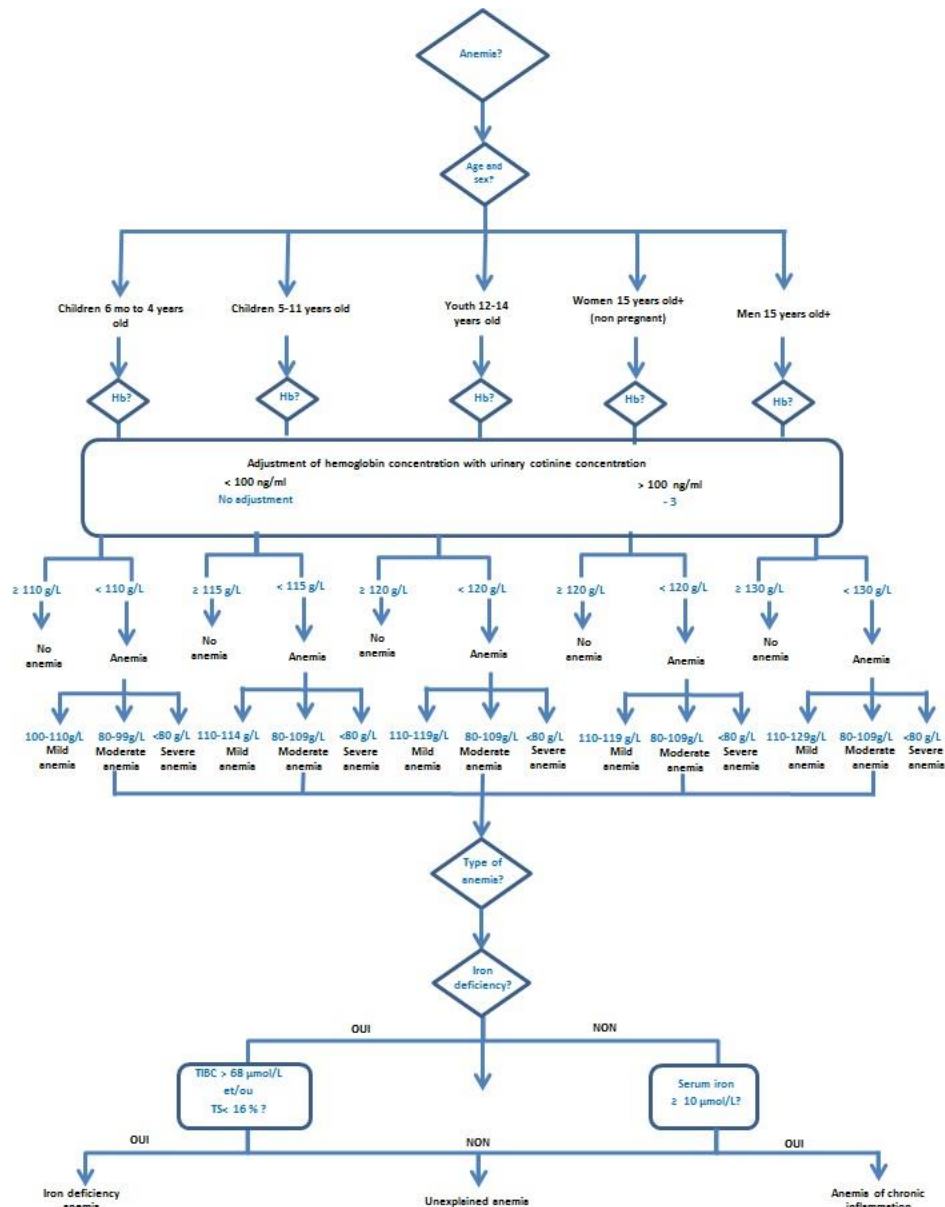 Anemia?
Age and
sex?
Children 6 mo to 4 years
old
Children 5-11 years old
Youth 12-14
years old
Women 15 years old+
(non pregnant)
Men 15 years old+
Hb?
Hb?
Hb?
Hb?
Hb?
Adjustment of hemoglobin concentration with urinary cotinine concentration
< 100 ng/ml
No adjustment
> 100 ng/ml
- 3
≥ 110 g/L
< 110 g/L
≥ 115 g/L
< 115 g/L
≥ 120 g/L
< 120 g/L
≥ 120 g/L
< 120 g/L
≥ 130 g/L
< 130 g/L
No
anemia
Anemia
No
anemia
Anemia
No
anemia
Anemia
No
anemia
Anemia
No
anemia
Anemia
100-110g/L
Mild
anemia
80-99g/L
Moderate
anemia
<80 g/L
Severe
anemia
110-114 g/L
Mild
anemia
80-109g/L
Moderate
anemia
<80 g/L
Severe
anemia
110-119g/L
Mild
anemia
80-109g/L
Moderate
anemia
<80 g/L
Severe
anemia
110-119 g/L
Mild
anemia
80-109g/L
Moderate
anemia
<80 g/L
Severe
anemia
110-129g/L
Mild
anemia
80-109g/L
Moderate
anemia
<80 g/L
Severe
anemia
Type of
anemia?
Iron
deficiency?
OUI
NON
TIBC > 68 µmol/L
et/ou
TS< 16 % ?
Serum iron
≥ 10 µmol/L?
OUI
NON
OUI
Iron deficiency
anemia
Unexplained anemia
Anemia of chronic
inflammation